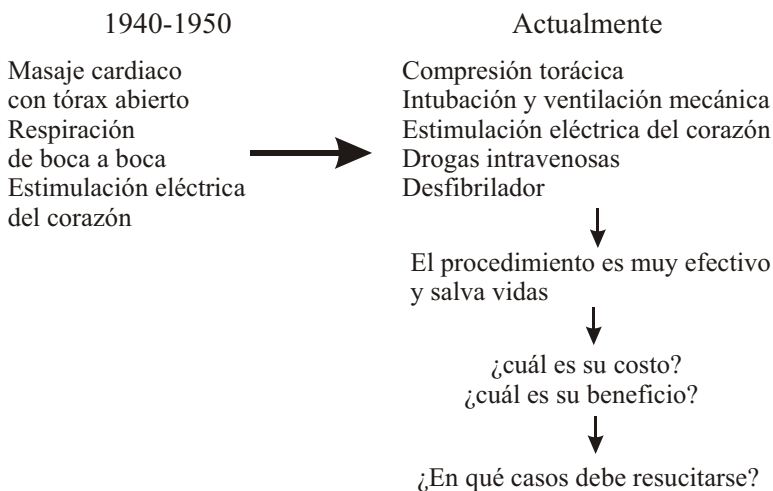 1940-1950
Masaje cardiaco
con tórax abierto
Respiración
de boca a boca
Estimulación eléctrica
del corazón
Actualmente
Compresión torácica
Intubación y ventilación mecánica
Estimulación eléctrica del corazón
Drogas intravenosas
Desfibrilador
El procedimiento es muy efectivo
y salva vidas
¿cuál es su costo?
¿cuál es su beneficio?
¿En qué casos debe resucitarse?